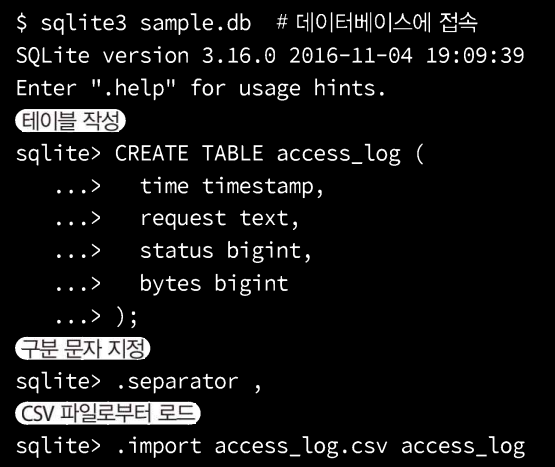 $ sqlite3 sample.db  # 데이터베이스에 접속
SQLite version 3.16.0 2016-11-04 19:09:39
Enter ".help" for usage hints.
테이블 작성
sqlite> CREATE TABLE access_log (
   ...>   time timestamp,
   ...>   request text,
   ...>   status bigint,
   ...>   bytes bigint
   ...> );
구분 문자 지정
sqlite> .separator ,
CSV 파일로부터 로드
sqlite> .import access_log.csv access_log